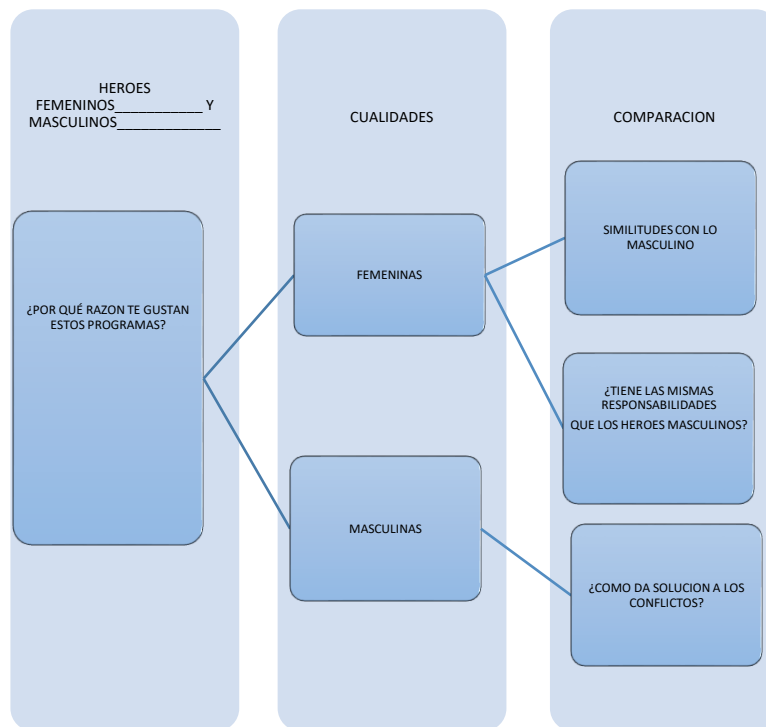 HEROES
FEMENINOS___________ Y
MASCULINOS_____________
¿POR QUÉ RAZON TE GUSTAN
ESTOS PROGRAMAS?
CUALIDADES
FEMENINAS
MASCULINAS
COMPARACION
SIMILITUDES CON LO
MASCULINO
¿TIENE LAS MISMAS
RESPONSABILIDADES
QUE LOS HEROES MASCULINOS?
¿COMO DA SOLUCION A LOS
CONFLICTOS?